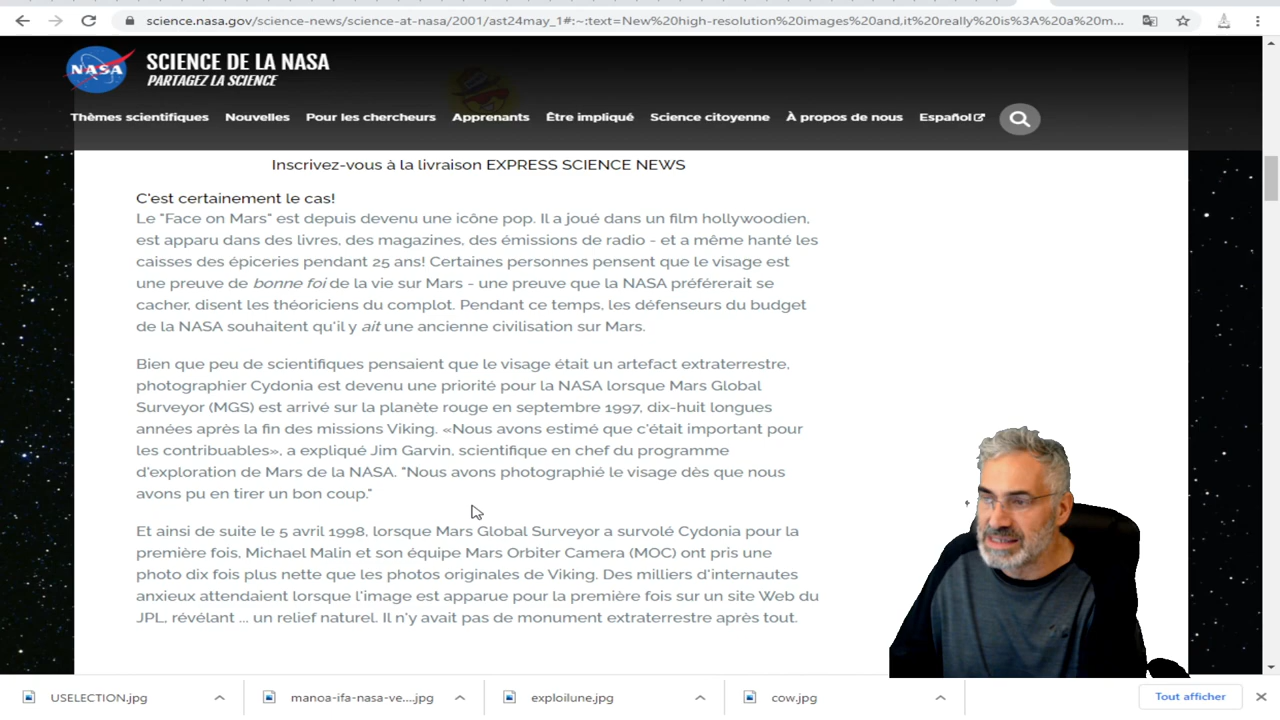 science.nasa.gov/science-news/science-at-nasa/2001/ast24may_1#:~:text=New%20high-resolution%20images%20and.it%20really%20is%3A%20a%20m...
NASA
SCIENCE DE LA NASA
PARTAGEZ LA SCIENCE
Thèmes scientifiques Nouvelles Pour les chercheurs Apprenants Être impliqué Science citoyenne À propos de nous Español
Inscrivez-vous à la livraison EXPRESS SCIENCE NEWS
C'est certainement le cas!
Le "Face on Mars" est depuis devenu une icône pop. Il a joué dans un film hollywoodien,
est apparu dans des livres, des magazines, des émissions de radio - et a même hanté les
caisses des épiceries pendant 25 ans! Certaines personnes pensent que le visage est
une preuve de bonne foi de la vie sur Mars - une preuve que la NASA préférerait se
cacher, disent les théoriciens du complot. Pendant ce temps, les défenseurs du budget
de la NASA souhaitent qu'il y ait une ancienne civilisation sur Mars.
Bien que peu de scientifiques pensaient que le visage était un artefact extraterrestre,
photographier Cydonia est devenu une priorité pour la NASA lorsque Mars Global
Surveyor (MGS) est arrivé sur la planète rouge en septembre 1997, dix-huit longues
années après la fin des missions Viking. «Nous avons estimé que c'était important pour
les contribuables», a expliqué Jim Garvin, scientifique en chef du programme
d'exploration de Mars de la NASA. "Nous avons photographié le visage dès que nous
avons pu en tirer un bon coup."
Et ainsi de suite le 5 avril 1998, lorsque Mars Global Surveyor a survolé Cydonia pour la
première fois, Michael Malin et son équipe Mars Orbiter Camera (MOC) ont pris une
photo dix fois plus nette que les photos originales de Viking. Des milliers d'internautes
anxieux attendaient lorsque l'image est apparue pour la première fois sur un site Web du
JPL, révélant ... un relief naturel. Il n'y avait pas de monument extraterrestre après tout.
USELECTION.jpg manoa-ifa-nasa-ve....jpg exploilune.jpg cow.jpg Tout afficher